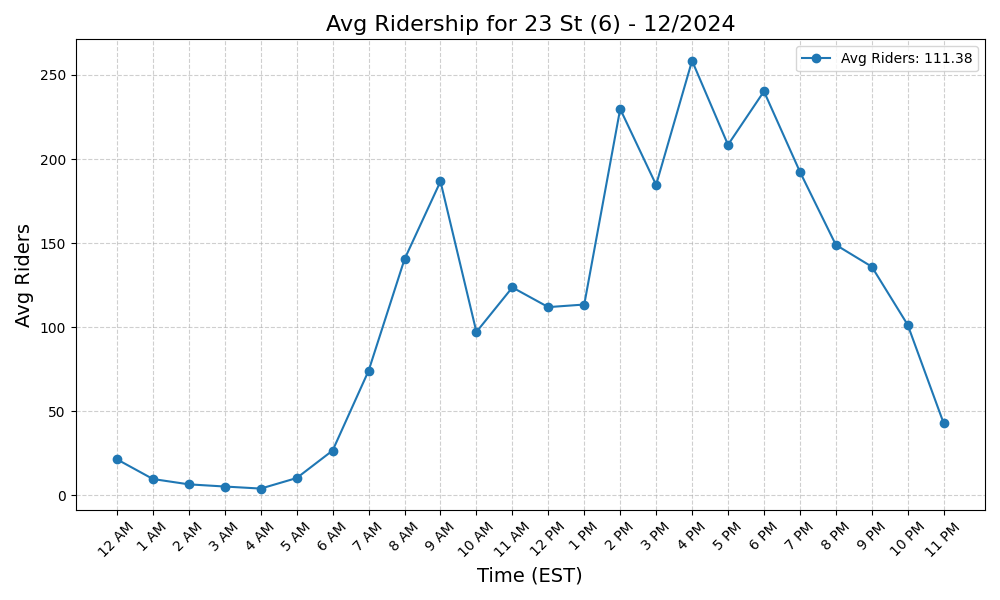 Avg Ridership for 23 St (6) - 12/2024
Avg Riders: 111.38
Avg Riders
250
200
150
100
50
0
12 AM
1 AM
2 AM
3 AM
4 AM
5 AM
6 AM
7 AM
8 AM
9 AM
10 AM
11 AM
12 PM
1 PM
2 PM
3 PM
4 PM
5 PM
6 PM
7 PM
8 PM
9 PM
10 PM
11 PM
Time (EST)